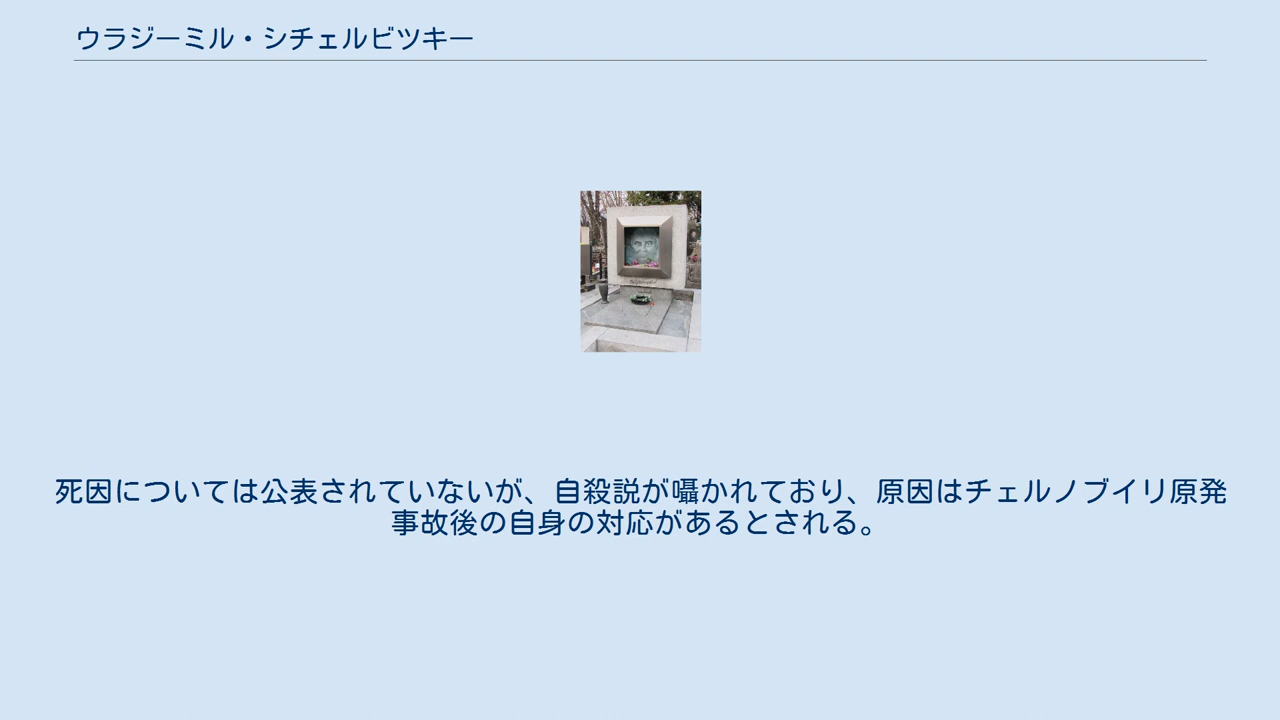 ウラジーミル・シチェルビツキー
死因については公表されていないが、自殺説が囁かれており、原因はチェルノブイリ原発
事故後の自身の対応があるとされる。